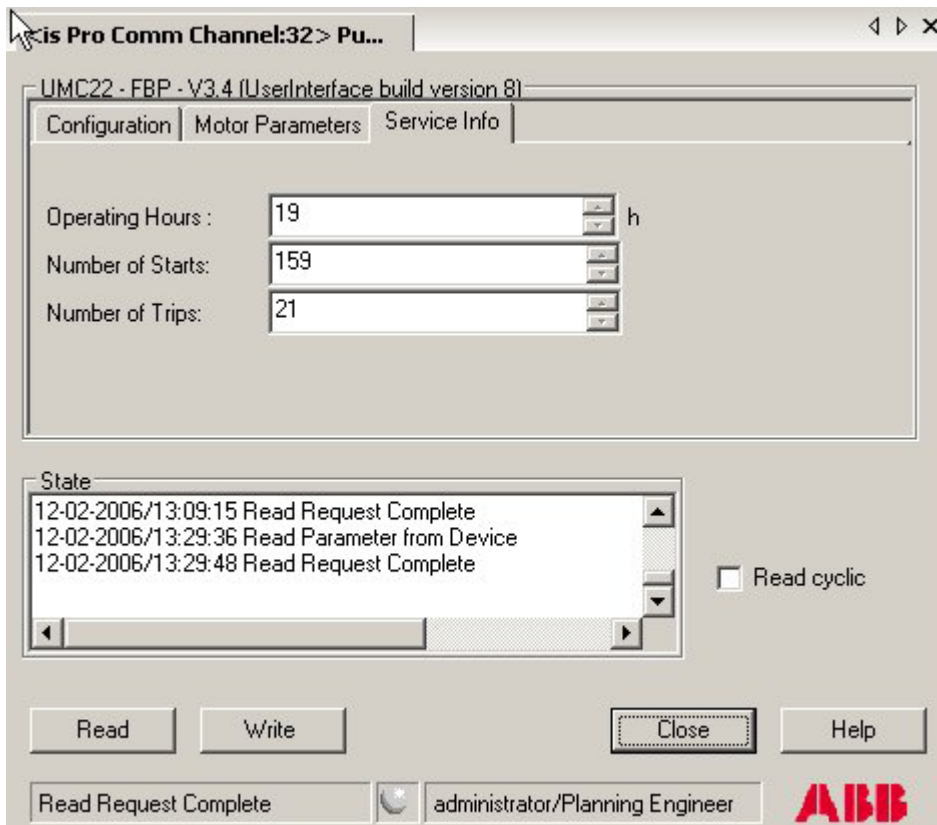 <is Pro Comm Channel:32> Pu...
UMC22 - FBP - V3.4 (UserInterface build version 8)
Configuration Motor Parameters Service Info
Operating Hours : 19 h
Number of Starts: 159
Number of Trips: 21
State
12-02-2006/13:09:15 Read Request Complete
12-02-2006/13:29:36 Read Parameter from Device
12-02-2006/13:29:48 Read Request Complete
Read cyclic
Read Write Close Help
Read Request Complete administrator/Planning Engineer ABB